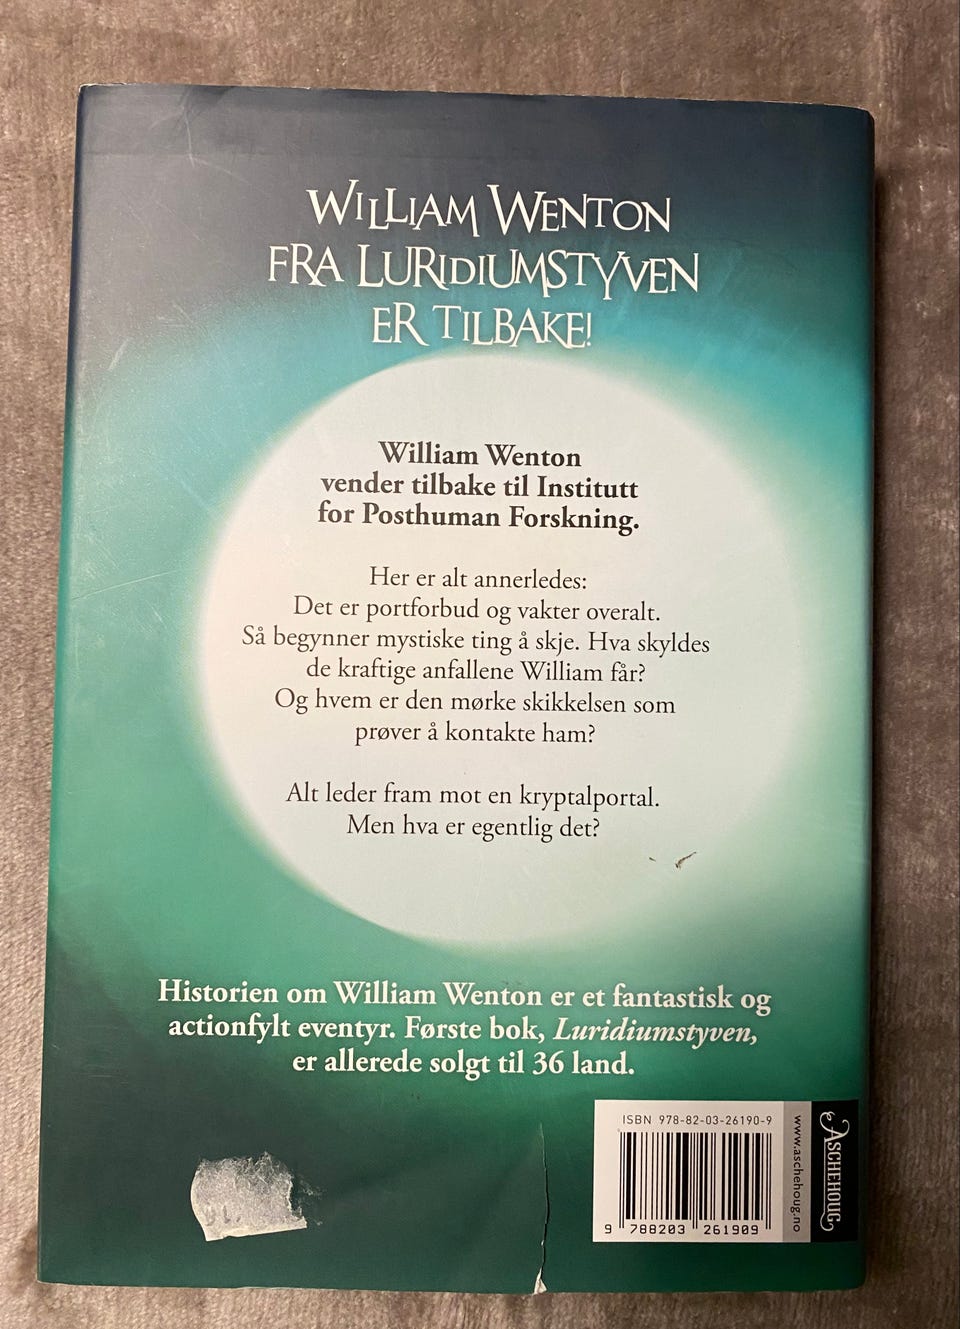 WILLIAM WENTON
FRA LURIDIUMSTYVEN
ER TILBAKE!
William Wenton
vender tilbake til Institutt
for Posthuman Forskning.
Her er alt annerledes:
Det er portforbud og vakter overalt.
Så begynner mystiske ting å skje. Hva skyldes
de kraftige anfallene William får?
Og hvem er den mørke skikkelsen som
prøver å kontakte ham?
Alt leder fram mot en kryptalportal.
Men hva er egentlig det?
Historien om William Wenton er et fantastisk og
actionfylt eventyr. Første bok, Luridiumstyven,
er allerede solgt til 36 land.
ISBN 978-82-03-26190-9
9 788203 261909
www.aschehoug.no
ASCHEHOUG